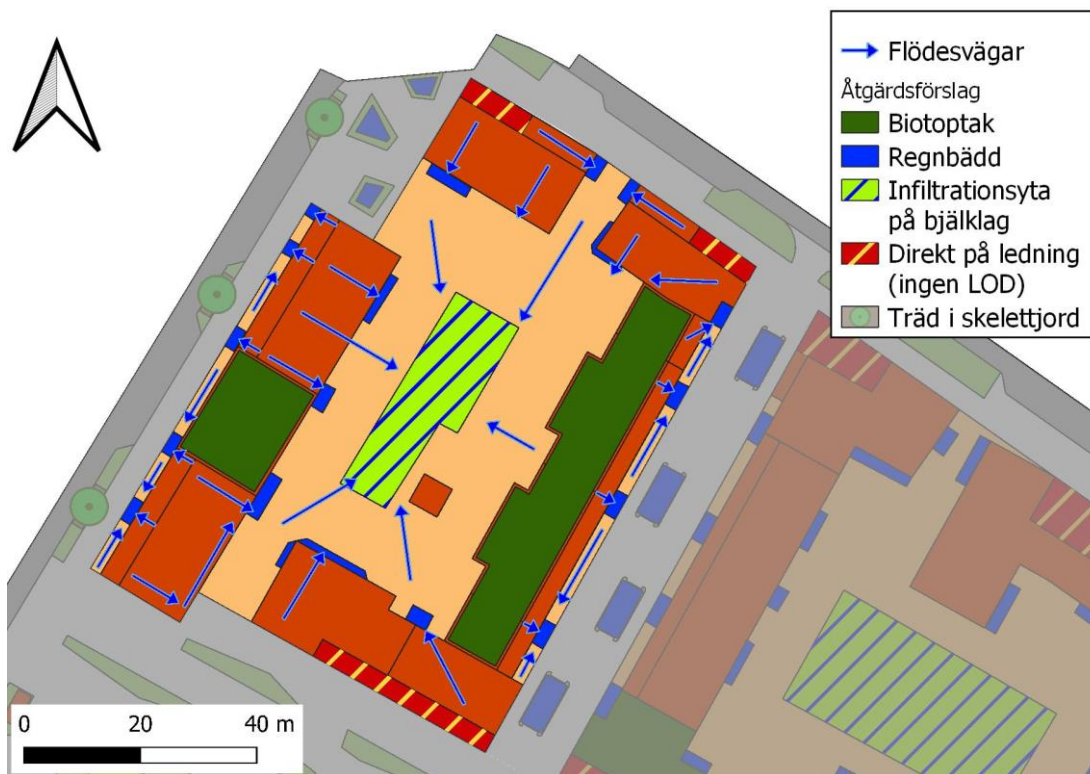 Flödesvägar
Åtgärdsförslag
Biotoptak
Regnbädd
Infiltrationsyta
på bjälklag
Direkt på ledning
(ingen LOD)
Träd i skelettjord
0 20 40 m